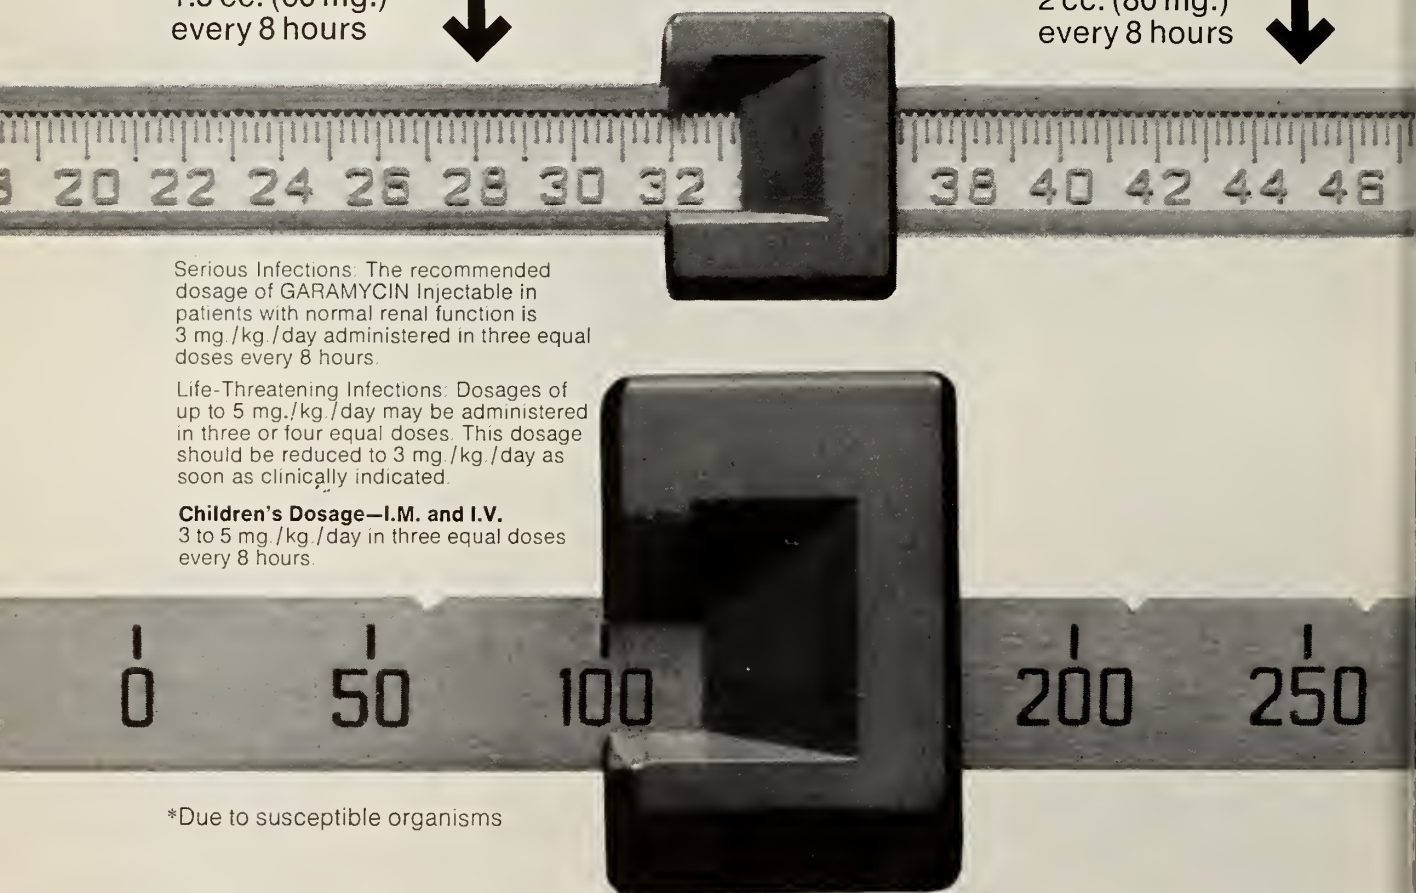 1.5 cc. (60 mg.)
every 8 hours
2 cc. (80 mg.)
every 8 hours
20 22 24 26 28 30 32 38 40 42 44 46
Serious Infections: The recommended
dosage of GARAMYCIN Injectable in
patients with normal renal function is
3 mg./kg./day administered in three equal
doses every 8 hours.
Life-Threatening Infections: Dosages of
up to 5 mg./kg./day may be administered
in three or four equal doses. This dosage
should be reduced to 3 mg./kg./day as
soon as clinically indicated.
Children's Dosage—I.M. and I.V.
3 to 5 mg./kg./day in three equal doses
every 8 hours.
0 50 100 200 250
*Due to susceptible organisms